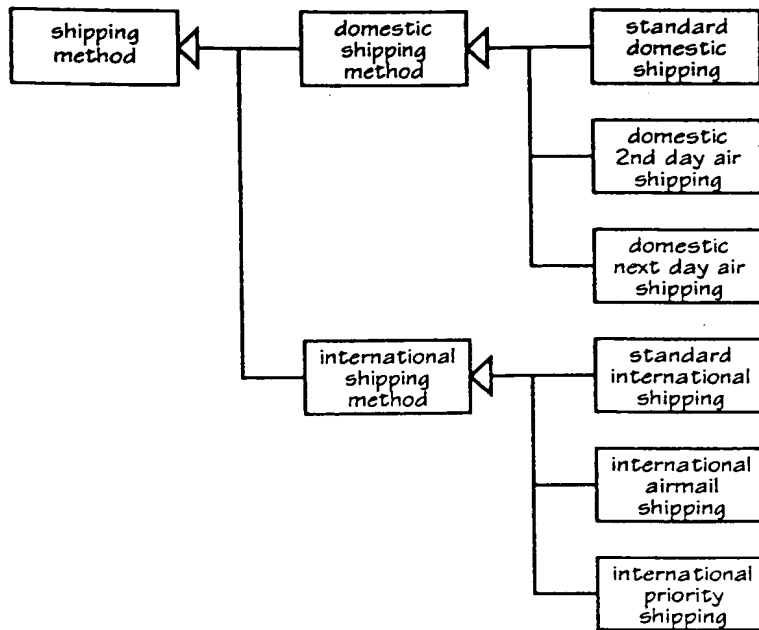 shipping
method
domestic
shipping
method
standard
domestic
shipping
domestic
2nd day air
shipping
domestic
next day air
shipping
international
shipping
method
standard
international
shipping
international
airmail
shipping
international
priority
shipping